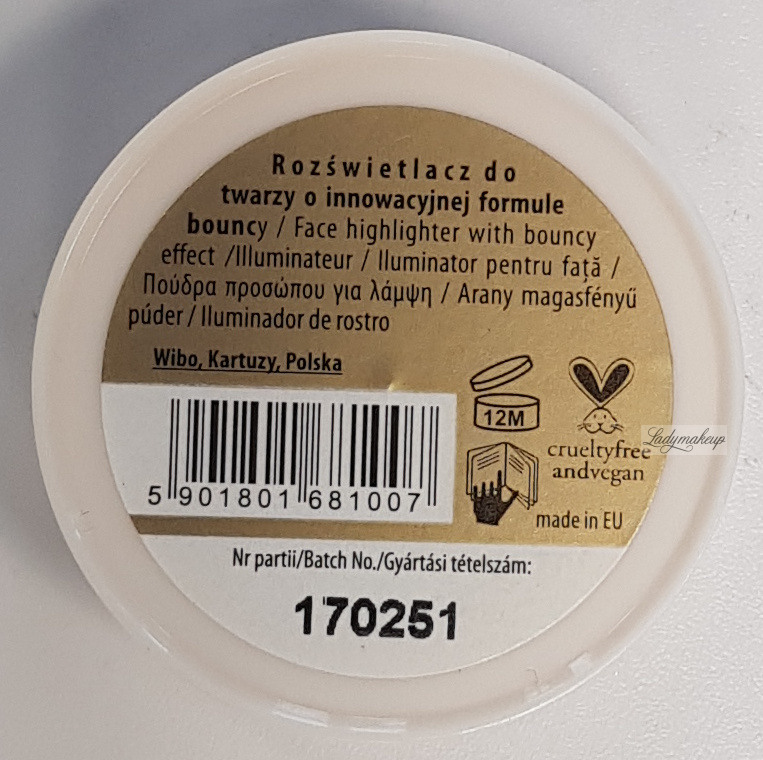 Rozświetlacz do
twarzy o innowacyjnej formule
bouncy / Face highlighter with bouncy
effect /Illuminateur / Iluminator pentru față /
Πούδρα προσώπου για λάμψη / Arany magasfényű
púder / Iluminador de rostro
Wibo, Kartuzy, Polska
12M
crueltyfree
andvegan
Ladymakeup
5 901801 681007
made in EU
Nr partii/Batch No./Gyártási tételszám:
170251